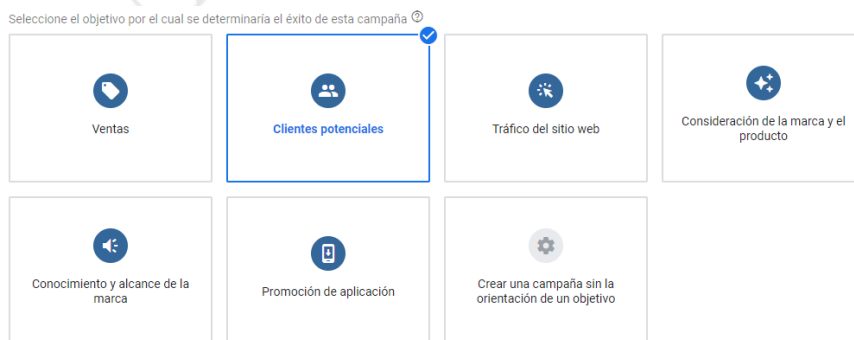 Seleccione el objetivo por el cual se determinaría el éxito de esta campaña
Ventas
Clientes potenciales
Tráfico del sitio web
Consideración de la marca y el
producto
Conocimiento y alcance de la
marca
Promoción de aplicación
Crear una campaña sin la
orientación de un objetivo